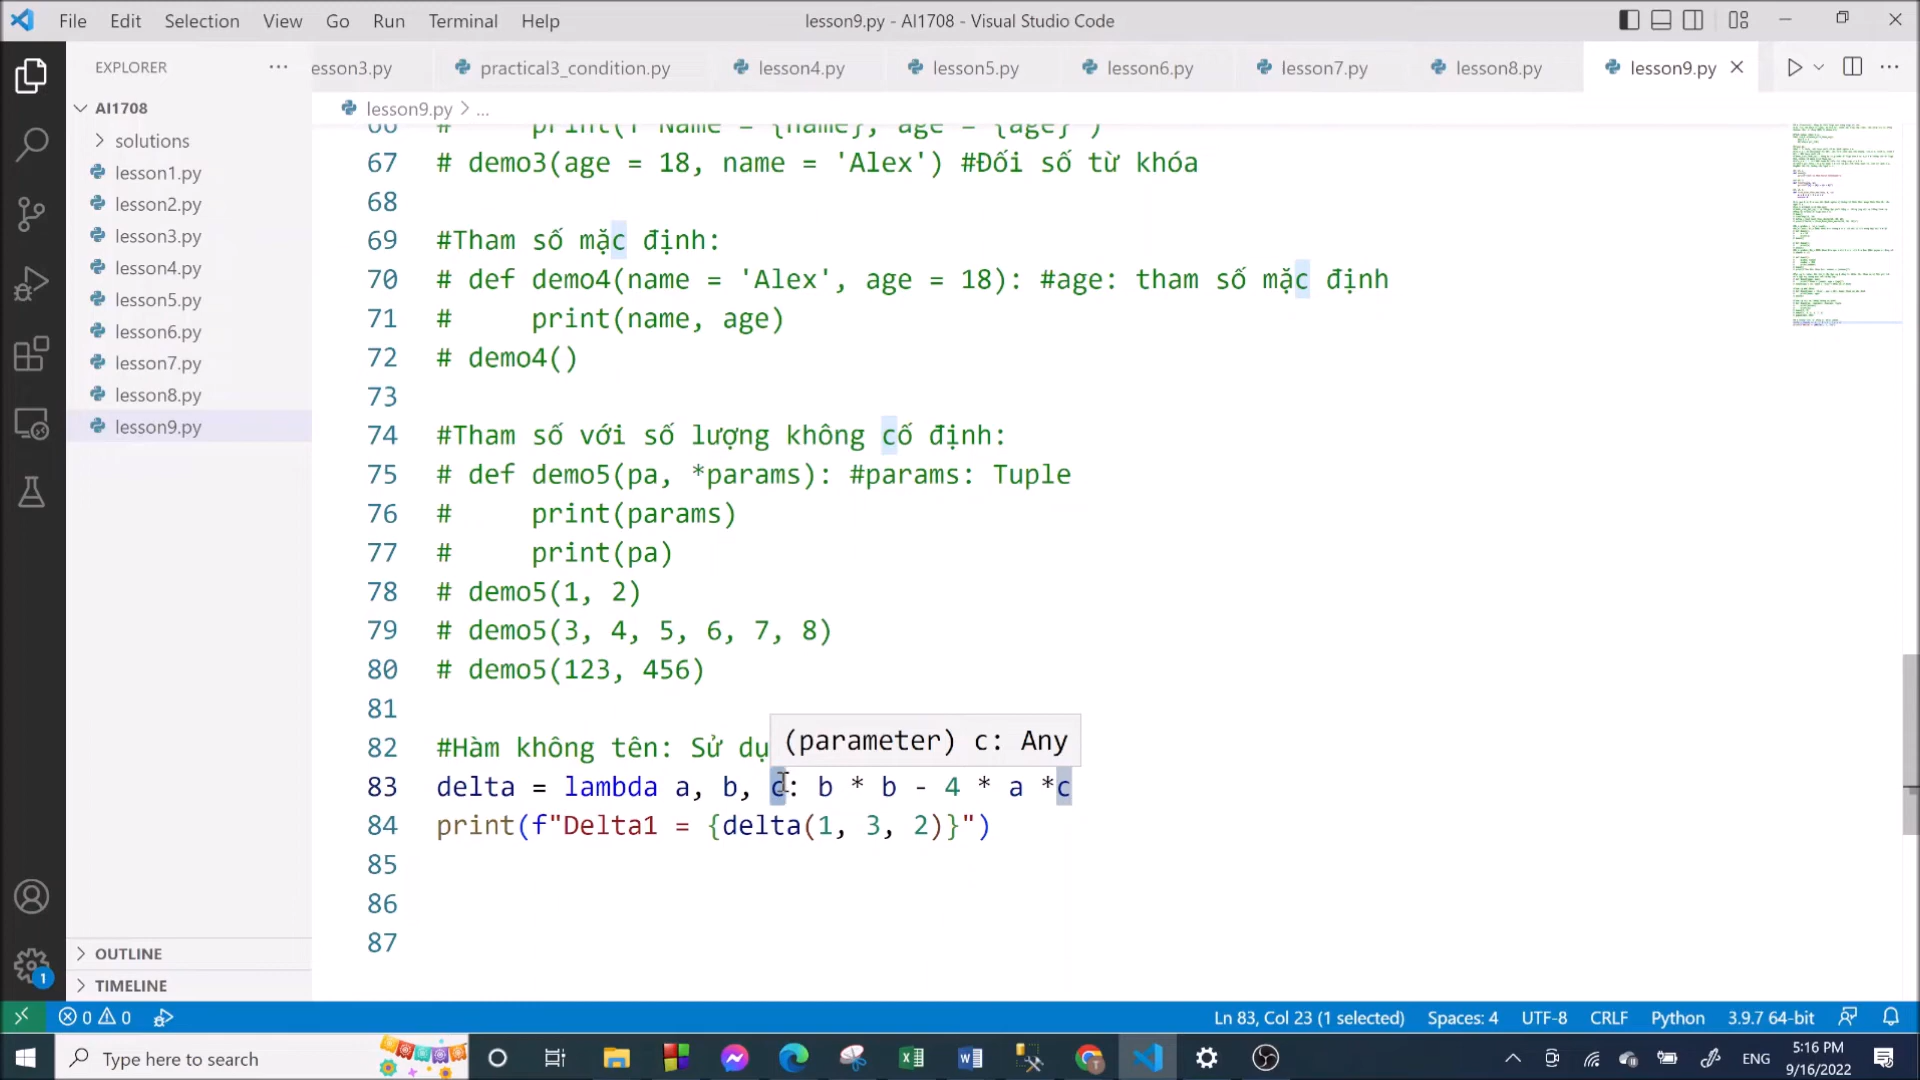 File Edit Selection View Go Run Terminal Help
lesson9.py - AI1708 - Visual Studio Code
EXPLORER
esson3.py practical3_condition.py lesson4.py lesson5.py lesson6.py lesson7.py lesson8.py lesson9.py
AI1708
lesson9.py > ...
solutions
lesson1.py
lesson2.py
lesson3.py
lesson4.py
lesson5.py
lesson6.py
lesson7.py
lesson8.py
lesson9.py
66 # print(f"Name = {name}, age = {age}")
67 # demo3(age = 18, name = 'Alex') #Đối số từ khóa
68
69 #Tham số mặc định:
70 # def demo4(name = 'Alex', age = 18): #age: tham số mặc định
71 # print(name, age)
72 # demo4()
73
74 #Tham số với số lượng không cố định:
75 # def demo5(pa, *params): #params: Tuple
76 # print(params)
77 # print(pa)
78 # demo5(1, 2)
79 # demo5(3, 4, 5, 6, 7, 8)
80 # demo5(123, 456)
81
(parameter) c: Any
82 #Hàm không tên: Sử dụ
83 delta = lambda a, b, c: b * b - 4 * a *c
84 print(f"Delta1 = {delta(1, 3, 2)}")
85
86
87
OUTLINE
TIMELINE
1
0 0
Ln 83, Col 23 (1 selected) Spaces: 4 UTF-8 CRLF Python 3.9.7 64-bit
Type here to search
ENG
5:16 PM
9/16/2022